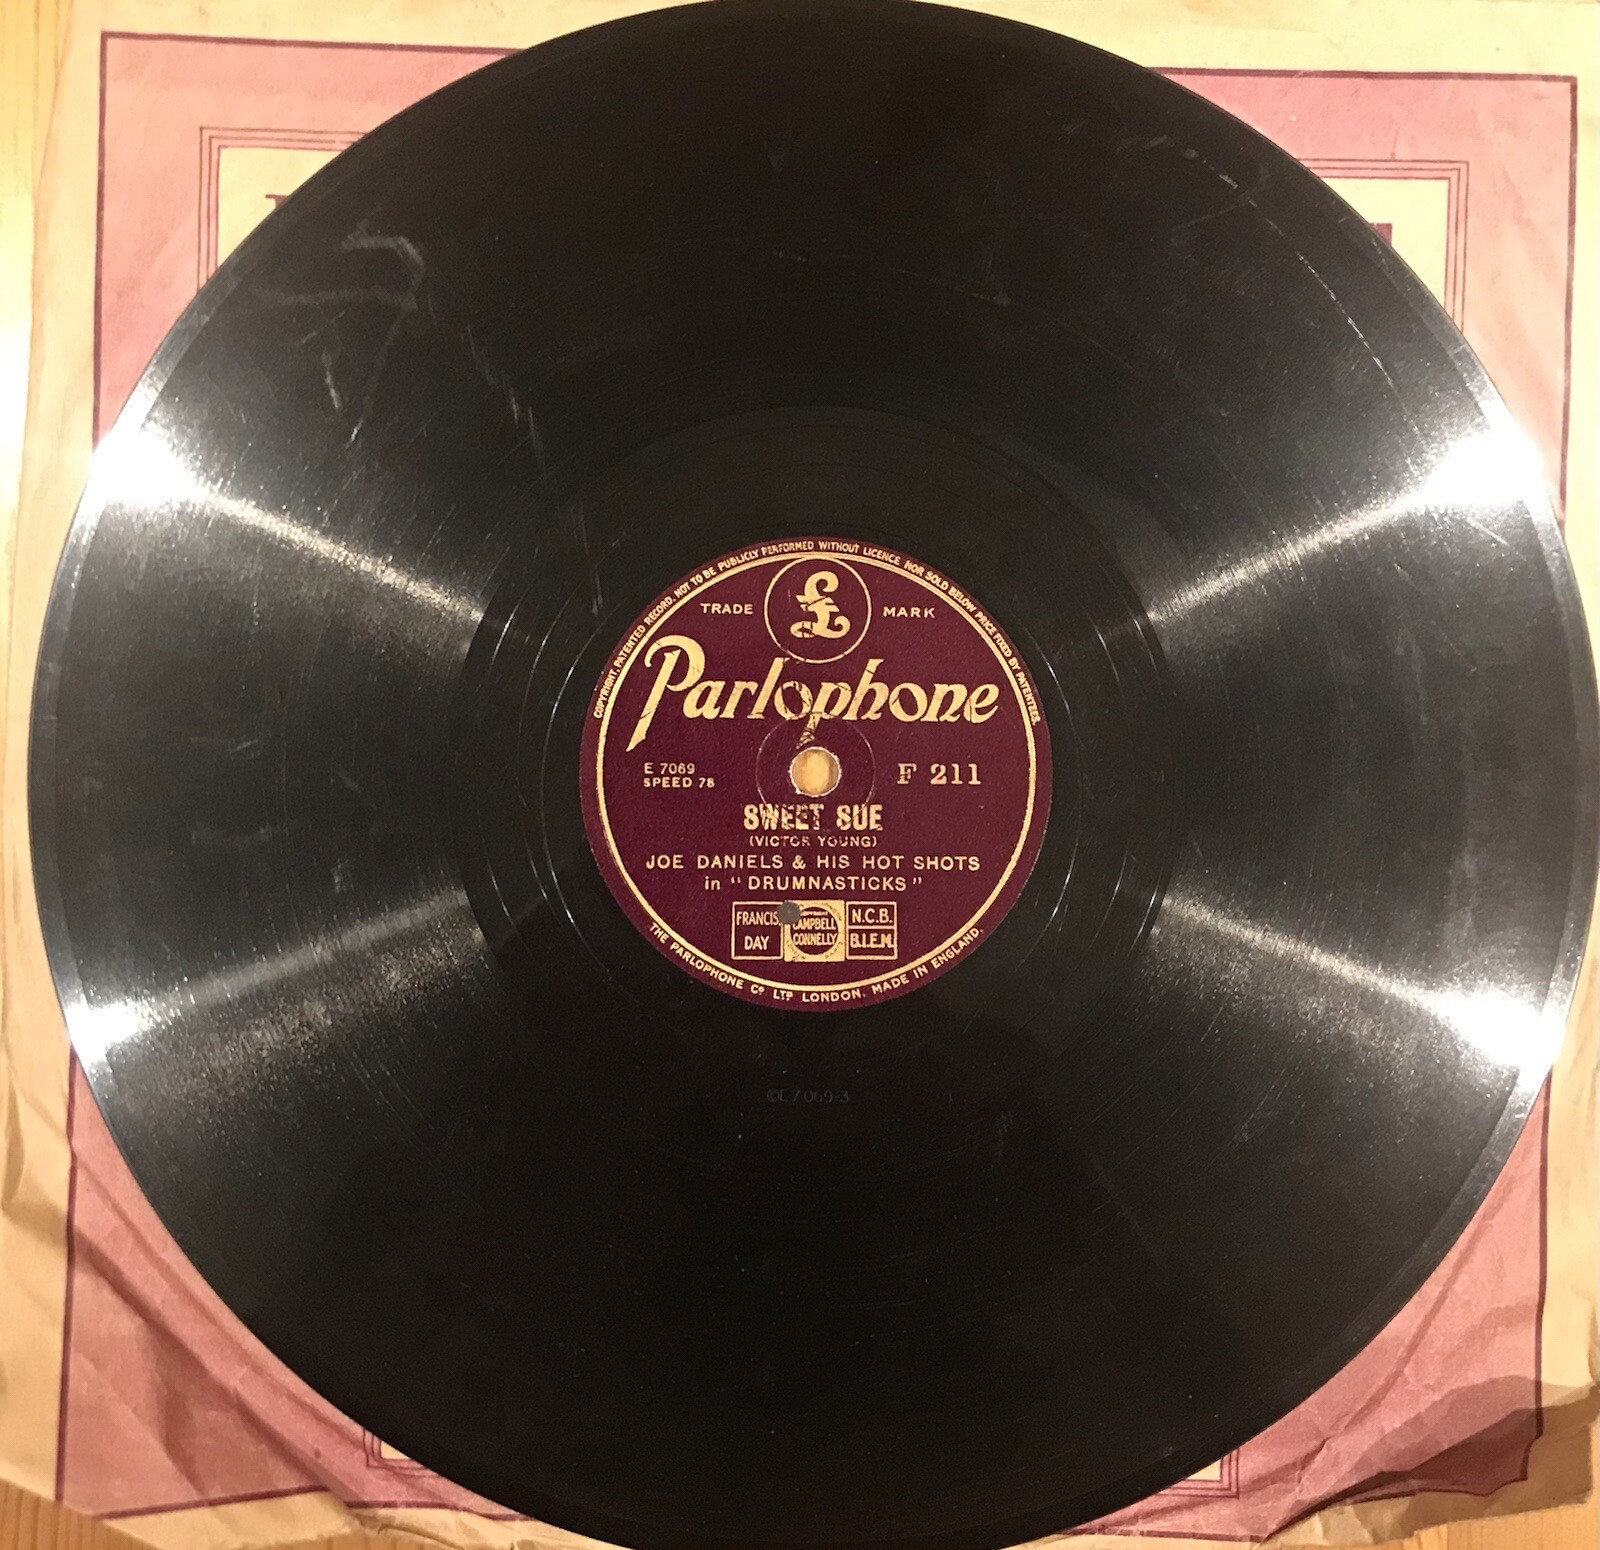 COPYRIGHT. PATENTED RECORD. NOT TO BE PUBLICLY PERFORMED WITHOUT LICENCE NOR SOLD BELOW PRICE FIXED BY PATENTEES.
TRADE £ MARK
Parlophone
E 7069
SPEED 78
F 211
SWEET SUE
(VICTOR YOUNG)
JOE DANIELS & HIS HOT SHOTS
in "DRUMNASTICKS"
FRANCIS
DAY
COPYRIGHT
CAMPBELL
CONNELLY
N.C.B.
B.I.E.M.
THE PARLOPHONE Cº LTD LONDON. MADE IN ENGLAND.
E7069-3